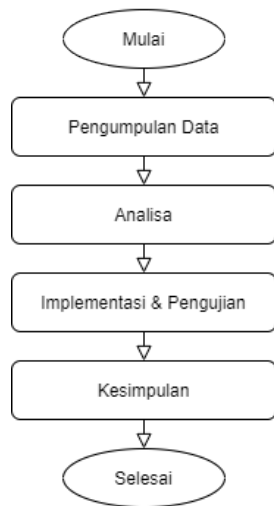 Mulai
Pengumpulan Data
Analisa
Implementasi & Pengujian
Kesimpulan
Selesai